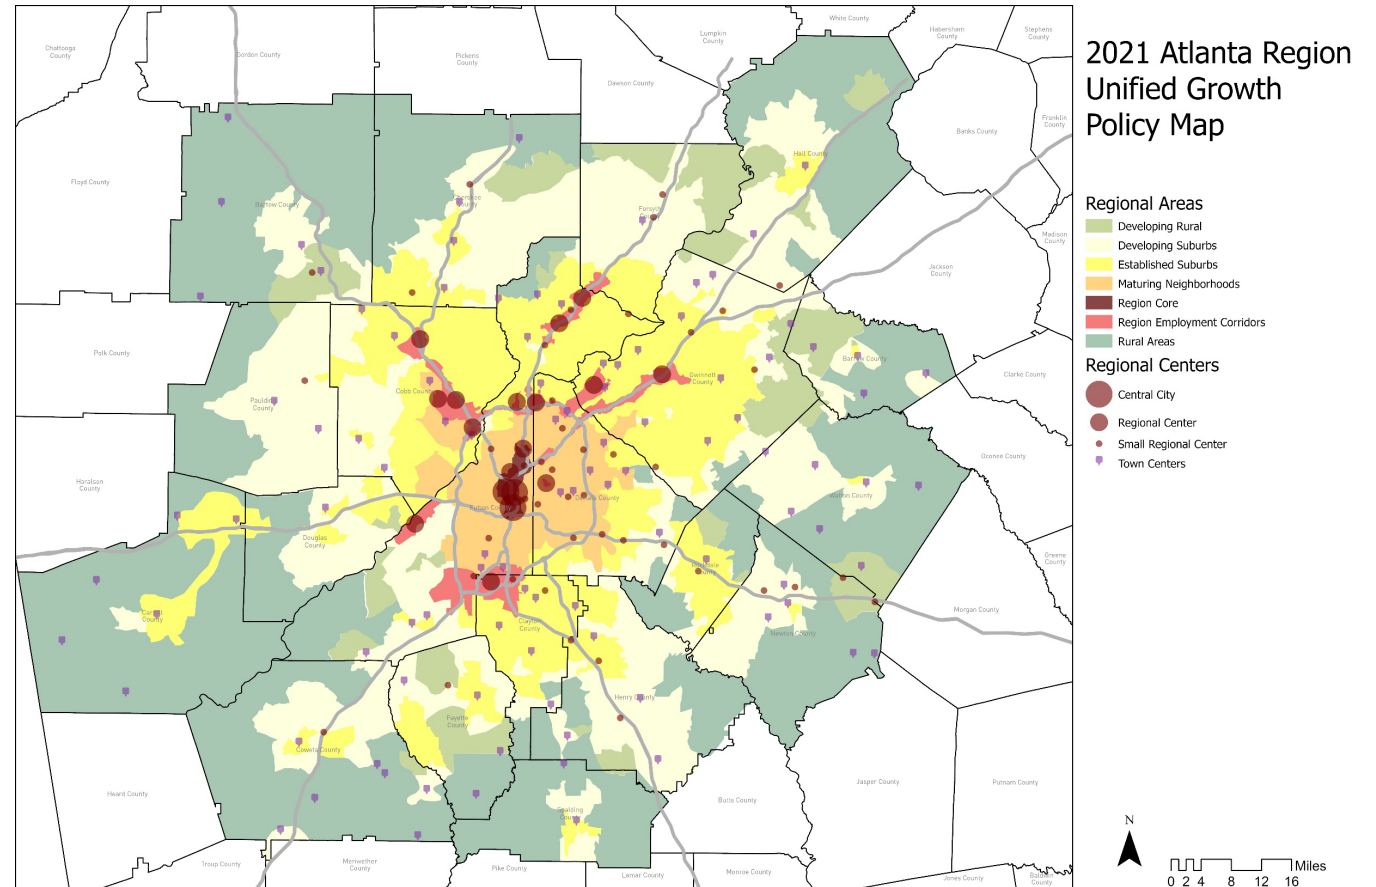 2021 Atlanta Region
Unified Growth
Policy Map
Regional Areas
Developing Rural
Developing Suburbs
Established Suburbs
Maturing Neighborhoods
Region Core
Region Employment Corridors
Rural Areas
Regional Centers
Central City
Regional Center
Small Regional Center
Town Centers
N
Miles
0 2 4 8 12 16
White County
Habersham
County
Stephens
County
Lumpkin
County
Chattooga
County
Gordon County
Pickens
County
Dawson County
Banks County
Franklin
County
Hall County
Floyd County
Bartow County
Cherokee
County
Forsyth
County
Madison
County
Jackson
County
Polk County
Barrow County
Clarke County
Cobb County
Gwinnett
County
Paulding
County
Oconee County
Haralson
County
Walton County
Fulton County
DeKalb County
Douglas
County
Greene
County
Rockdale
County
Carroll
County
Morgan County
Clayton
County
Newton County
Henry County
Fayette
County
Coweta County
Heard County
Jasper County
Putnam County
Butts County
Spalding
County
Troup County
Meriwether
County
Pike County
Lamar County
Monroe County
Jones County
Baldwin
County